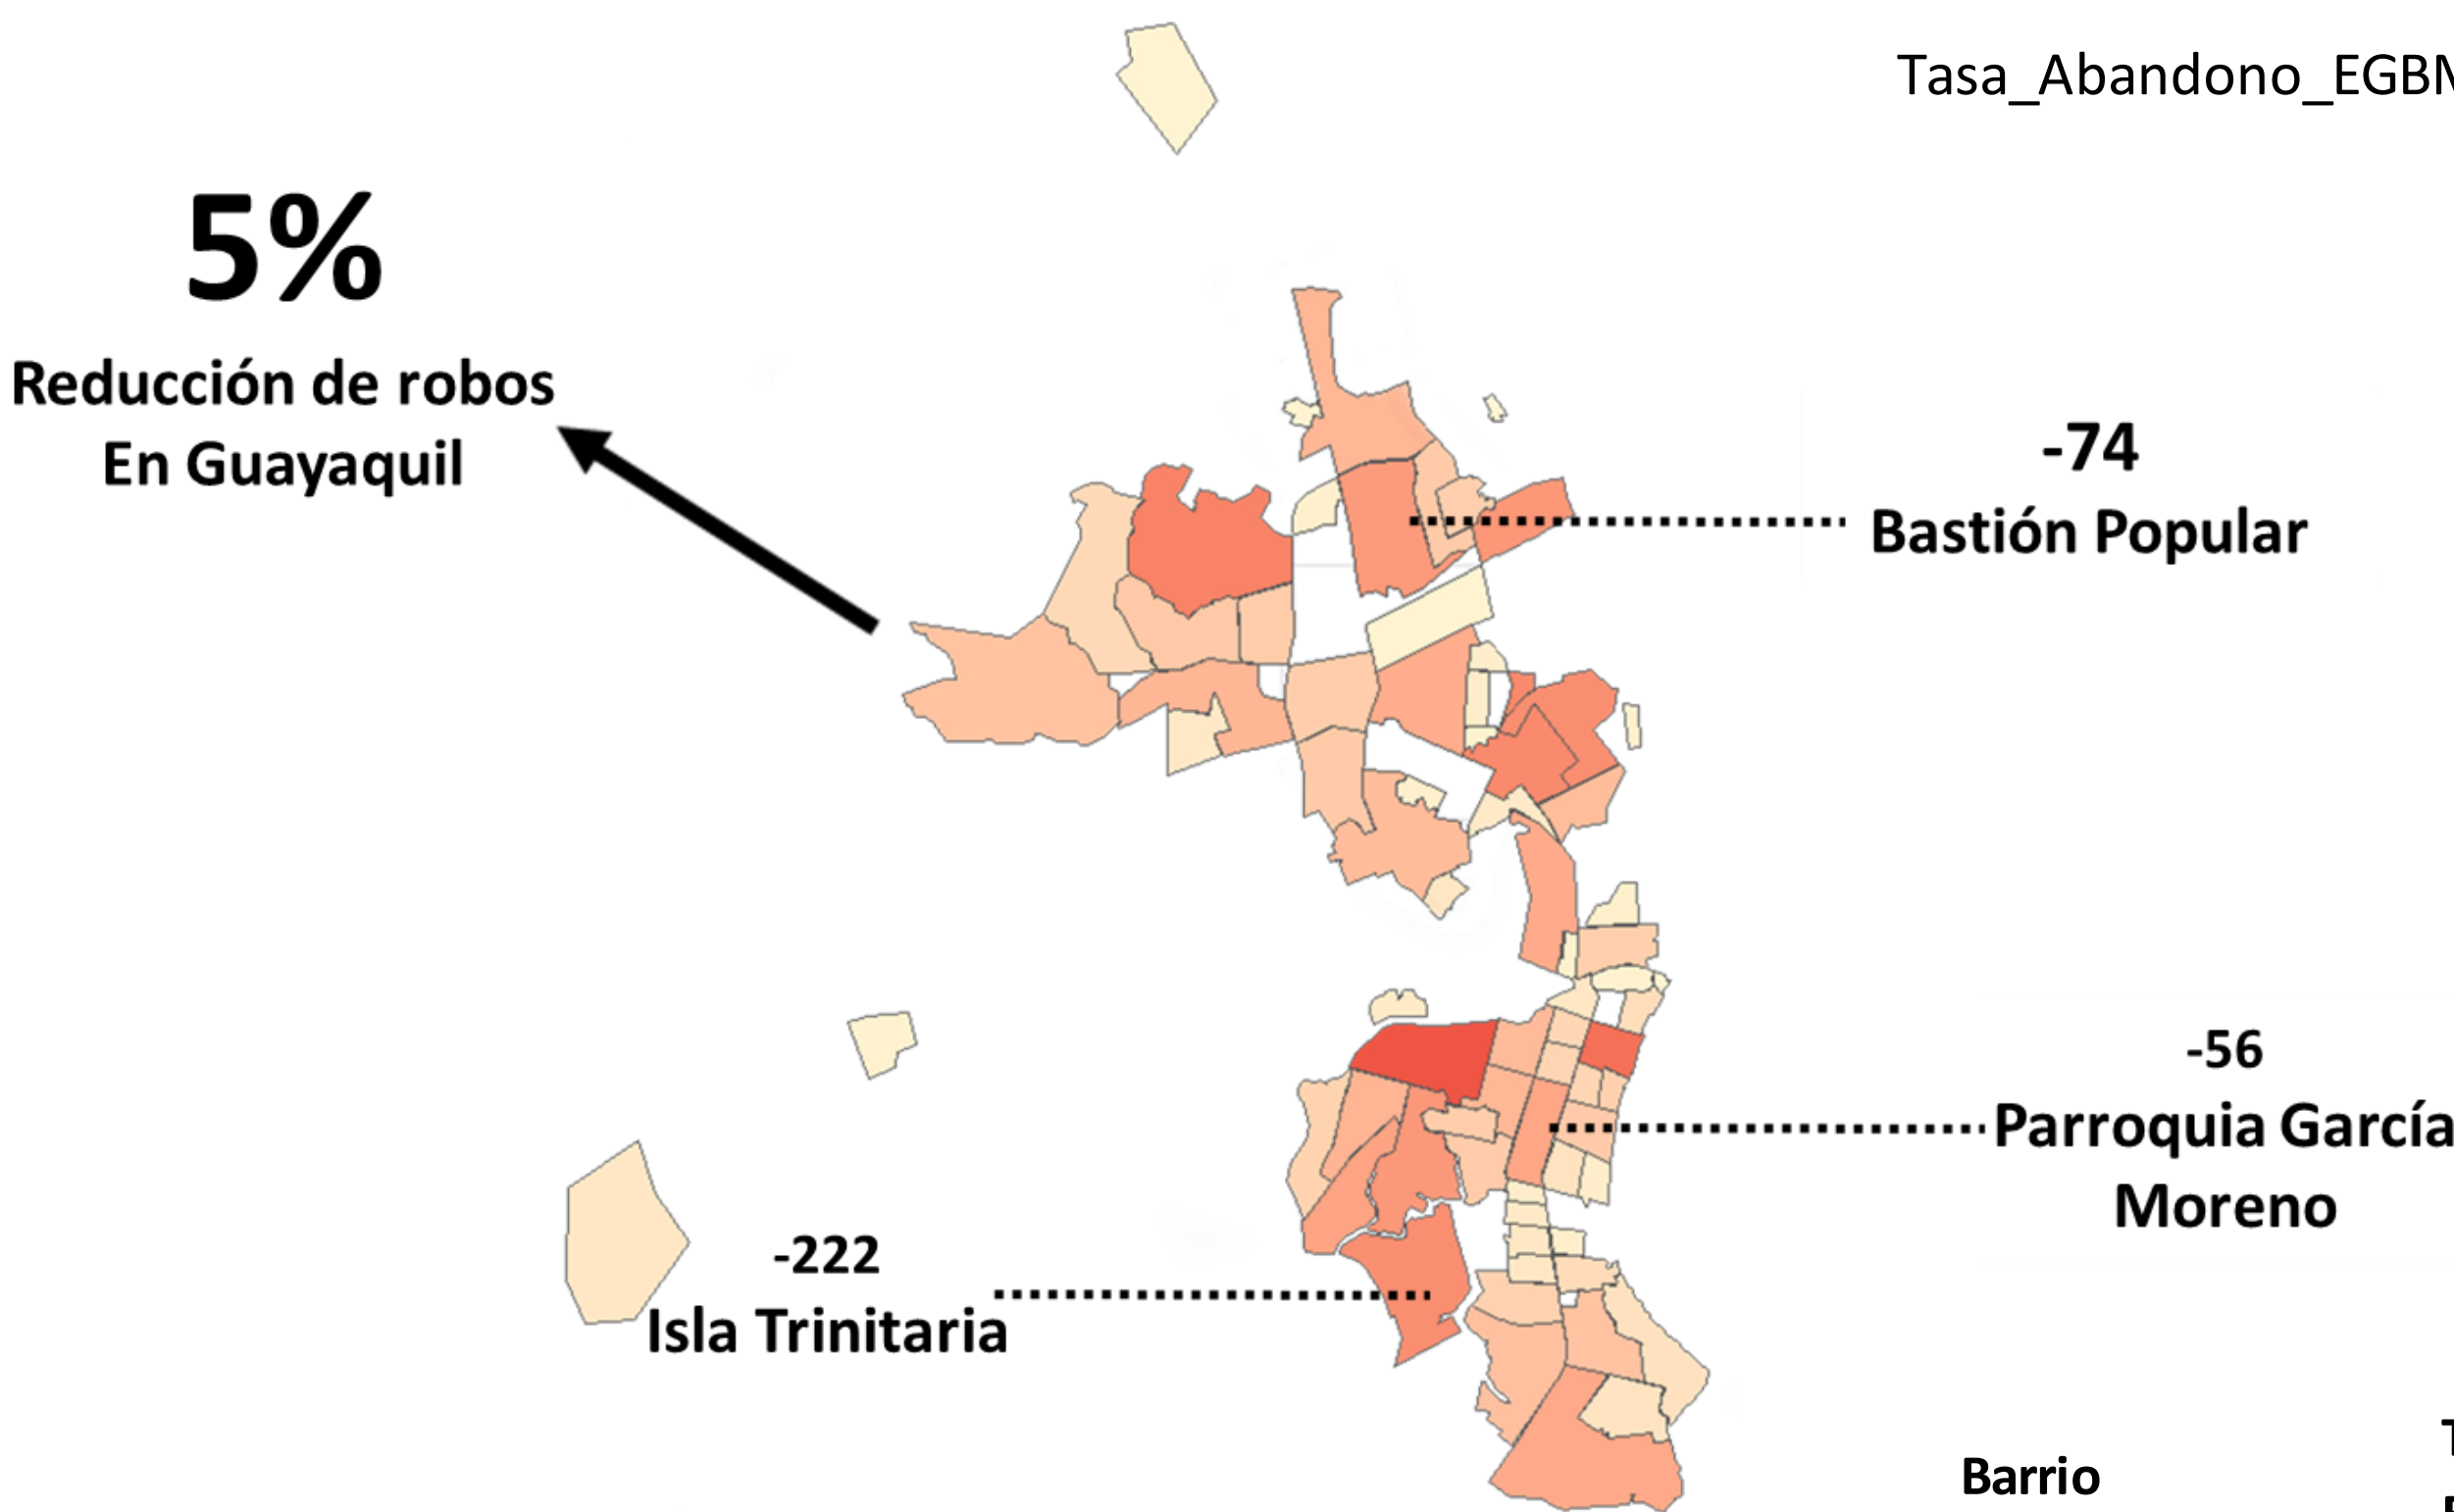 Tasa_Abandono_EGB
5%
Reducción de robos
En Guayaquil
-74
Bastión Popular
-56
Parroquia García
Moreno
-222
Isla Trinitaria
Barrio